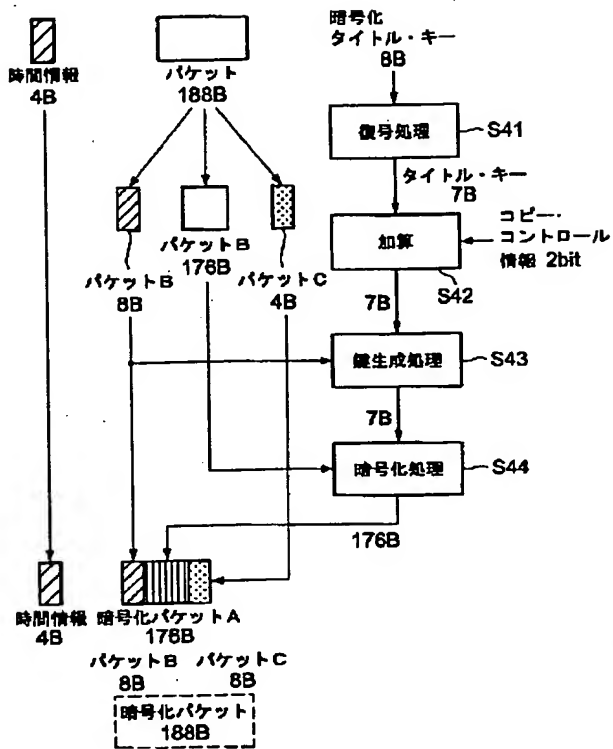 時間情報
4B
パケット
188B
暗号化
タイトル・キー
8B
復号処理
S41
タイトル・キー
7B
加算
S42
コピー・
コントロール
情報 2bit
パケットB
8B
パケットB
176B
パケットC
4B
7B
鍵生成処理
S43
7B
暗号化処理
S44
176B
時間情報
4B
暗号化パケットA
176B
パケットB
8B
パケットC
8B
暗号化パケット
188B